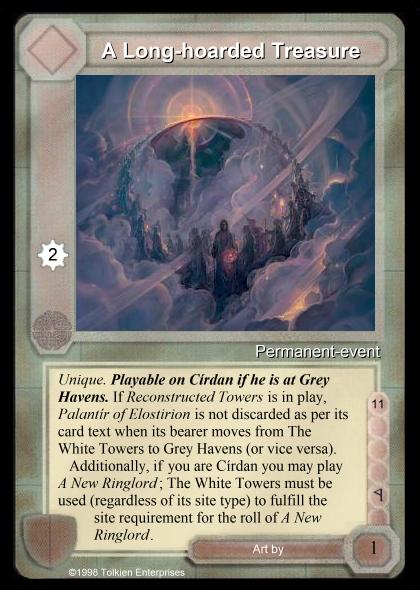 A Long-hoarded Treasure
2
Permanent-event
Unique. Playable on Círdan if he is at Grey
Havens. If Reconstructed Towers is in play,
Palantír of Elostirion is not discarded as per its
card text when its bearer moves from The
White Towers to Grey Havens (or vice versa).
Additionally, if you are Círdan you may play
A New Ringlord; The White Towers must be
used (regardless of its site type) to fulfill the
site requirement for the roll of A New
Ringlord.
11
Art by
1
©1998 Tolkien Enterprises